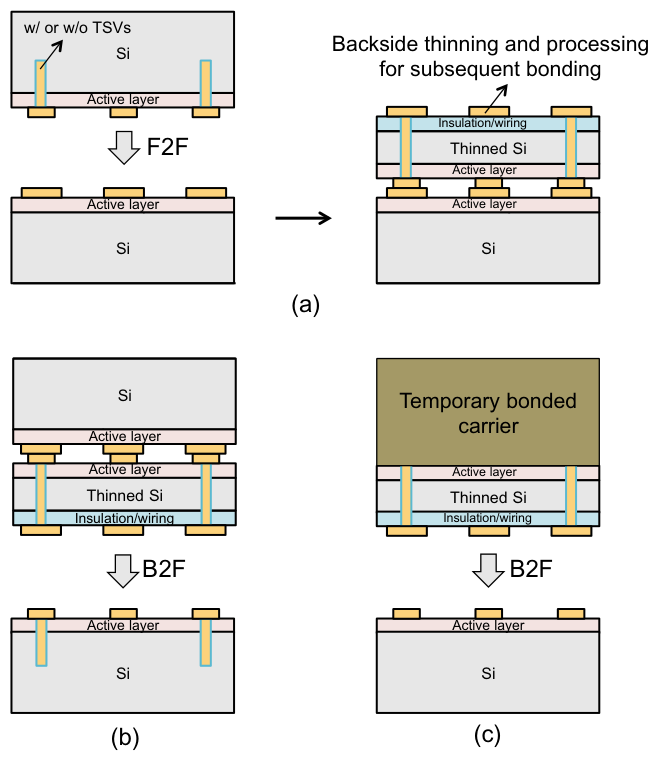 w/ or w/o TSVs
Si
Active layer
F2F
Active layer
Si
Backside thinning and processing
for subsequent bonding
Insulation/wiring
Thinned Si
Active layer
Active layer
Si
(a)
Si
Active layer
Active layer
Thinned Si
Insulation/wiring
B2F
Active layer
Si
(b)
Temporary bonded
carrier
Active layer
Thinned Si
Insulation/wiring
B2F
Active layer
Si
(c)